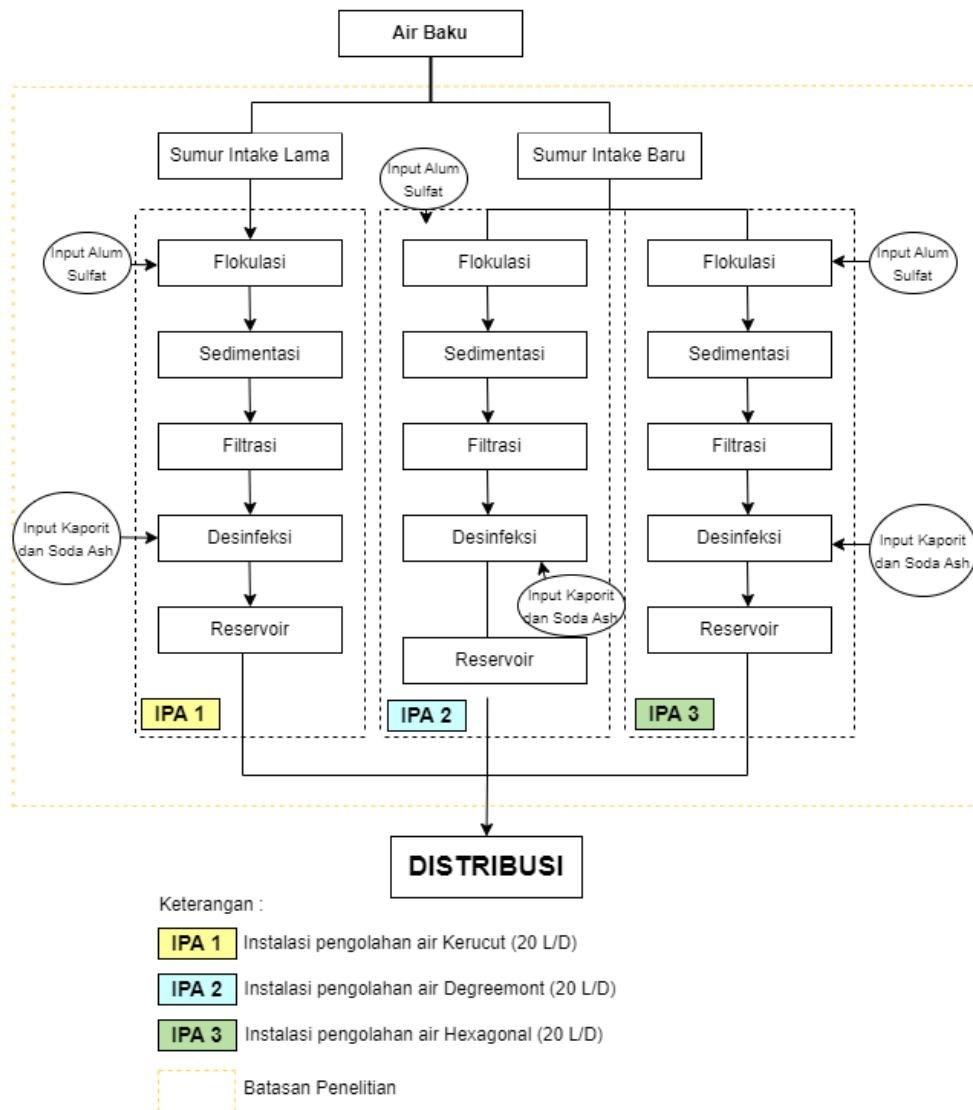 Air Baku
Sumur Intake Lama
Sumur Intake Baru
Input Alum
Sulfat
Input Alum
Sulfat
Flokulasi
Flokulasi
Flokulasi
Input Alum
Sulfat
Sedimentasi
Sedimentasi
Sedimentasi
Filtrasi
Filtrasi
Filtrasi
Input Kaporit
dan Soda Ash
Desinfeksi
Desinfeksi
Desinfeksi
Input Kaporit
dan Soda Ash
Input Kaporit
dan Soda Ash
Reservoir
Reservoir
Reservoir
IPA 1
IPA 2
IPA 3
DISTRIBUSI
Keterangan :
IPA 1 Instalasi pengolahan air Kerucut (20 L/D)
IPA 2 Instalasi pengolahan air Degreemont (20 L/D)
IPA 3 Instalasi pengolahan air Hexagonal (20 L/D)
Batasan Penelitian